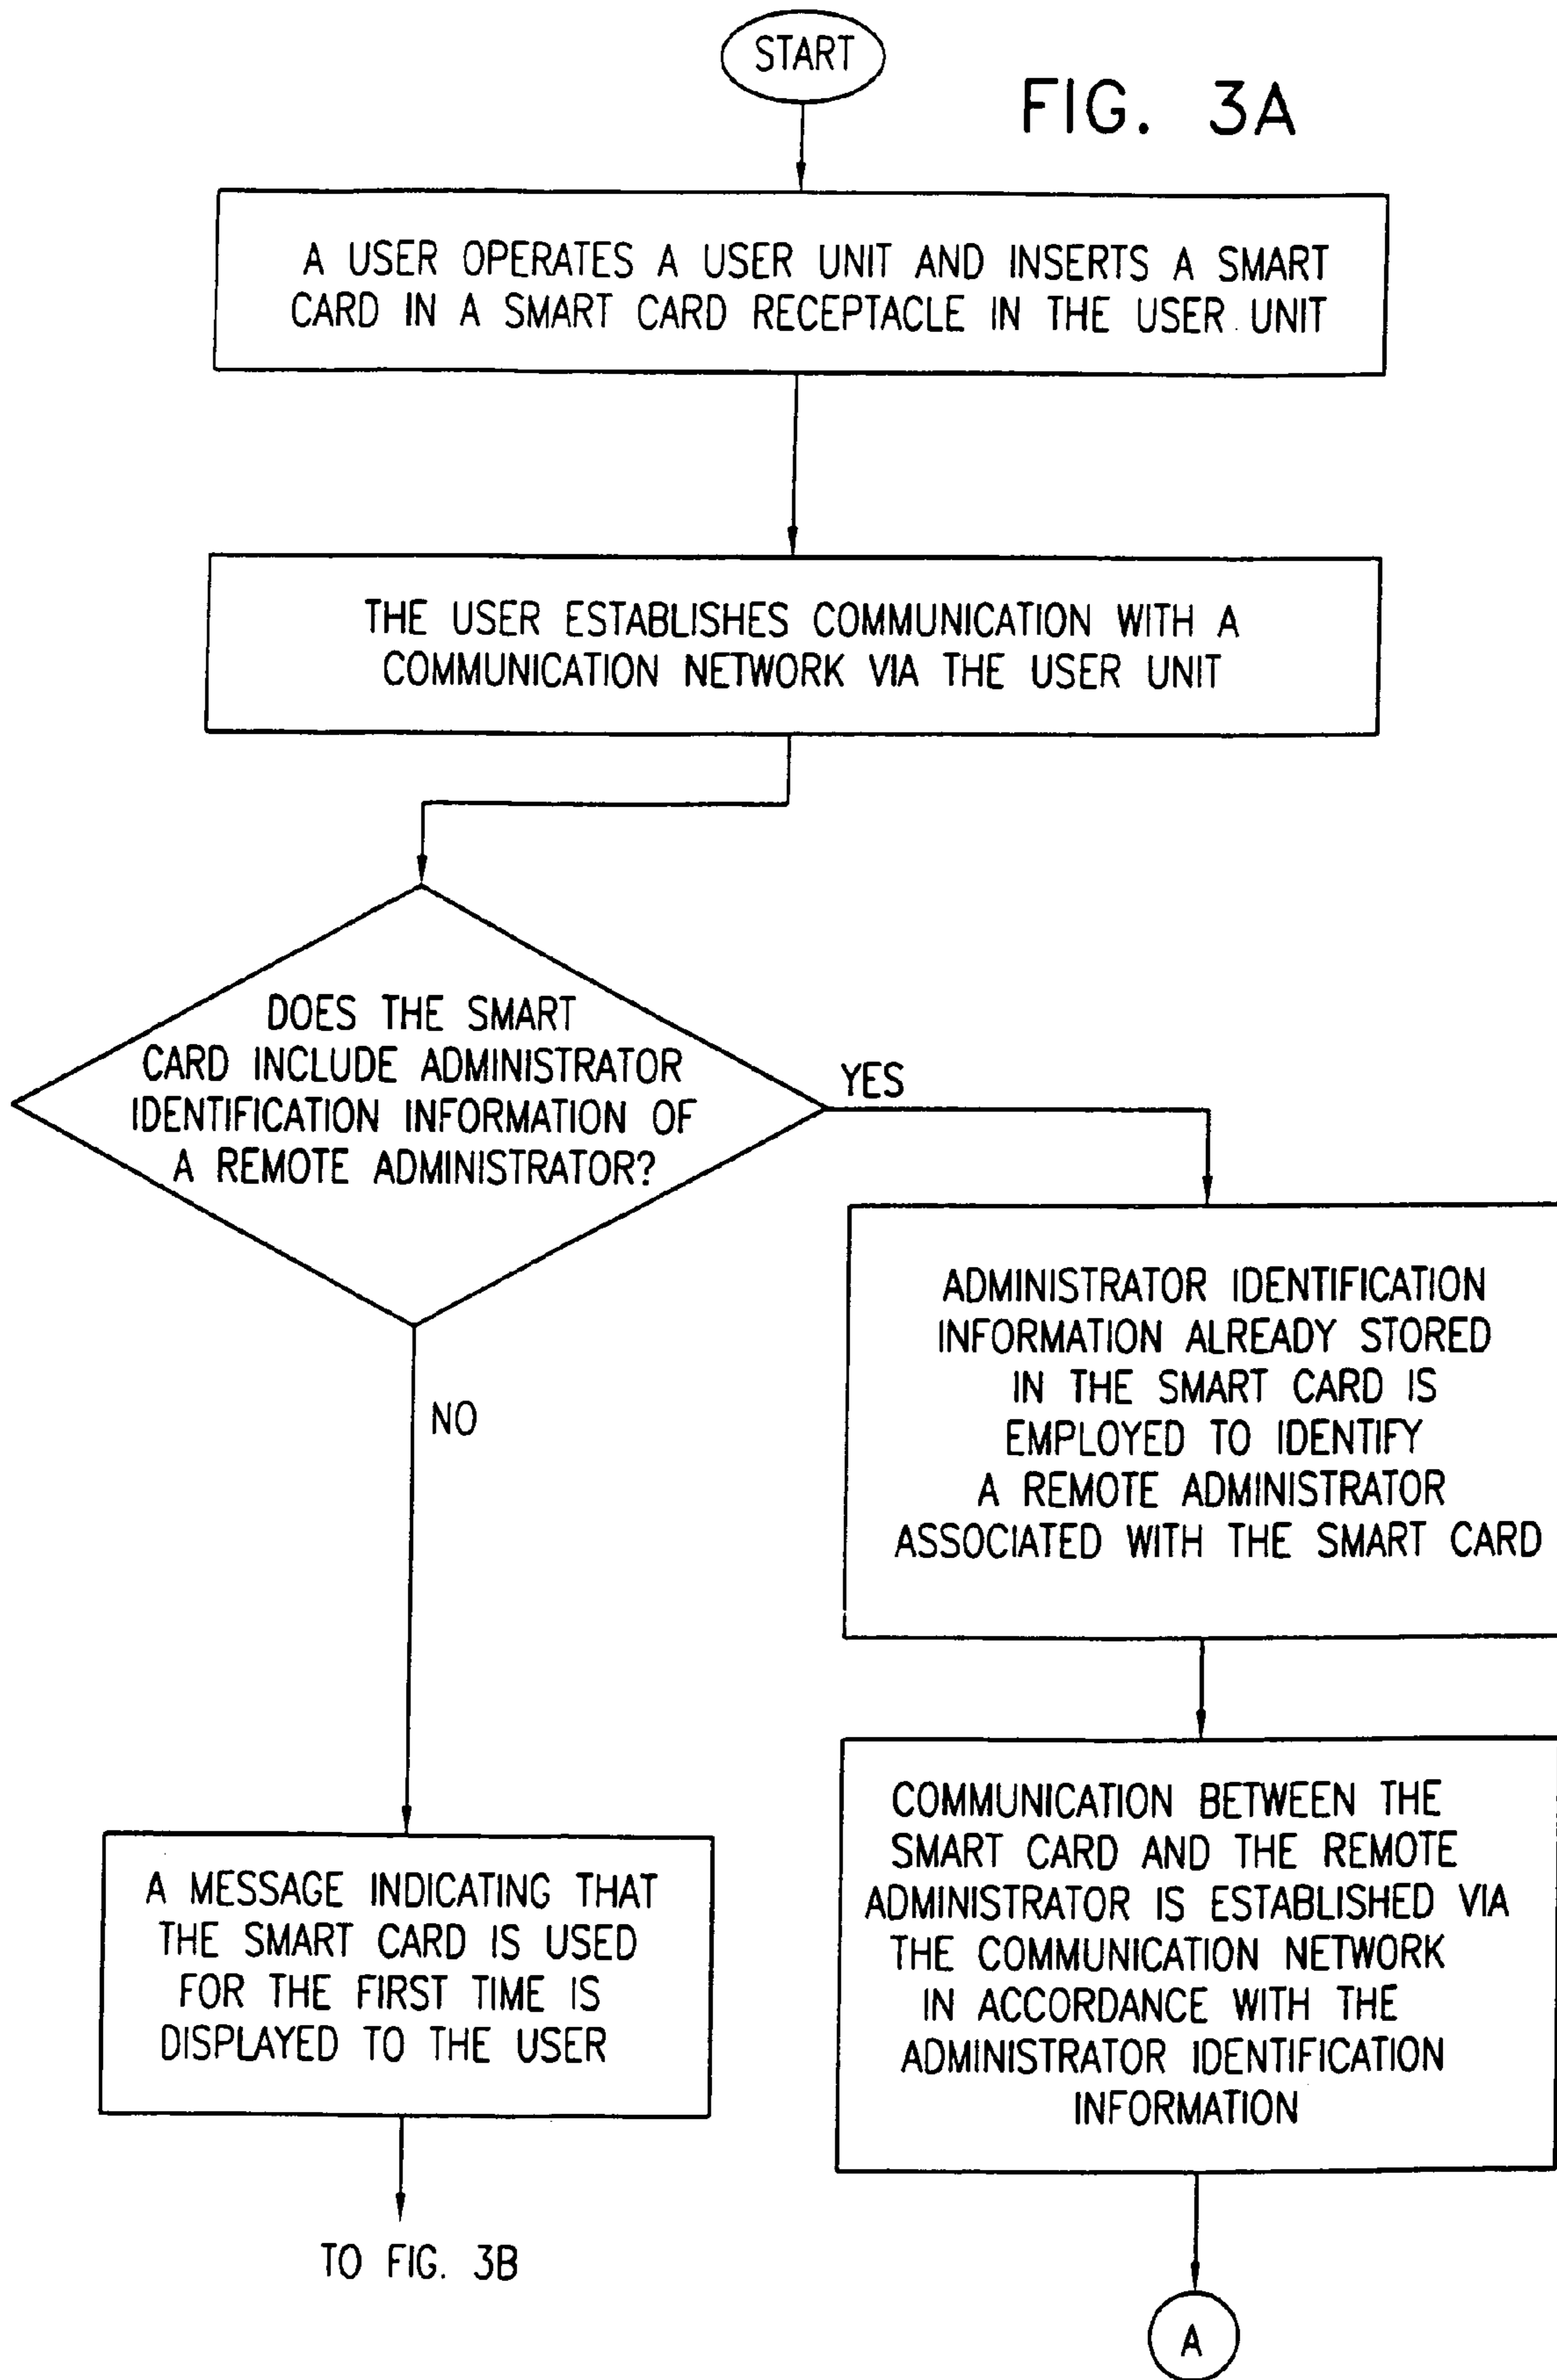 START
FIG. 3A
A USER OPERATES A USER UNIT AND INSERTS A SMART
CARD IN A SMART CARD RECEPTACLE IN THE USER UNIT
THE USER ESTABLISHES COMMUNICATION WITH A
COMMUNICATION NETWORK VIA THE USER UNIT
DOES THE SMART
CARD INCLUDE ADMINISTRATOR
IDENTIFICATION INFORMATION OF
A REMOTE ADMINISTRATOR?
YES
ADMINISTRATOR IDENTIFICATION
INFORMATION ALREADY STORED
IN THE SMART CARD IS
EMPLOYED TO IDENTIFY
A REMOTE ADMINISTRATOR
ASSOCIATED WITH THE SMART CARD
NO
COMMUNICATION BETWEEN THE
SMART CARD AND THE REMOTE
ADMINISTRATOR IS ESTABLISHED VIA
THE COMMUNICATION NETWORK
IN ACCORDANCE WITH THE
ADMINISTRATOR IDENTIFICATION
INFORMATION
A MESSAGE INDICATING THAT
THE SMART CARD IS USED
FOR THE FIRST TIME IS
DISPLAYED TO THE USER
TO FIG. 3B
A